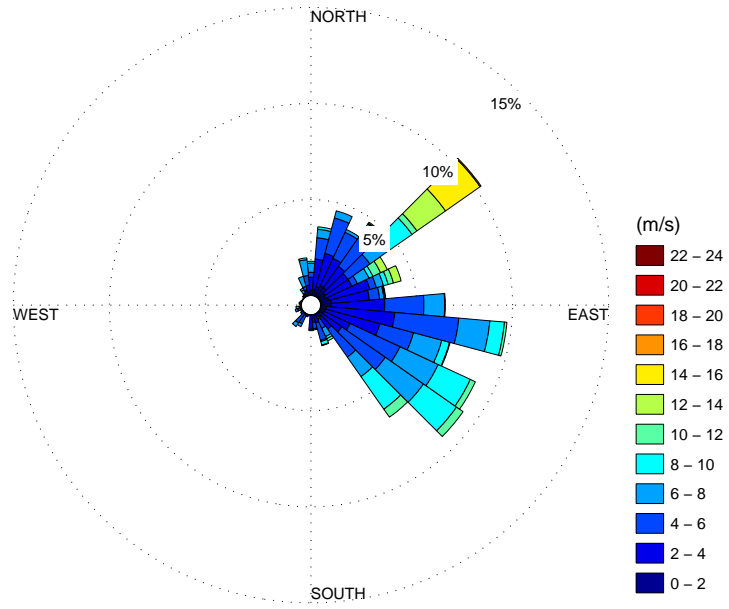 NORTH
15%
10%
5%
WEST
EAST
SOUTH
(m/s)
22 – 24
20 – 22
18 – 20
16 – 18
14 – 16
12 – 14
10 – 12
8 – 10
6 – 8
4 – 6
2 – 4
0 – 2